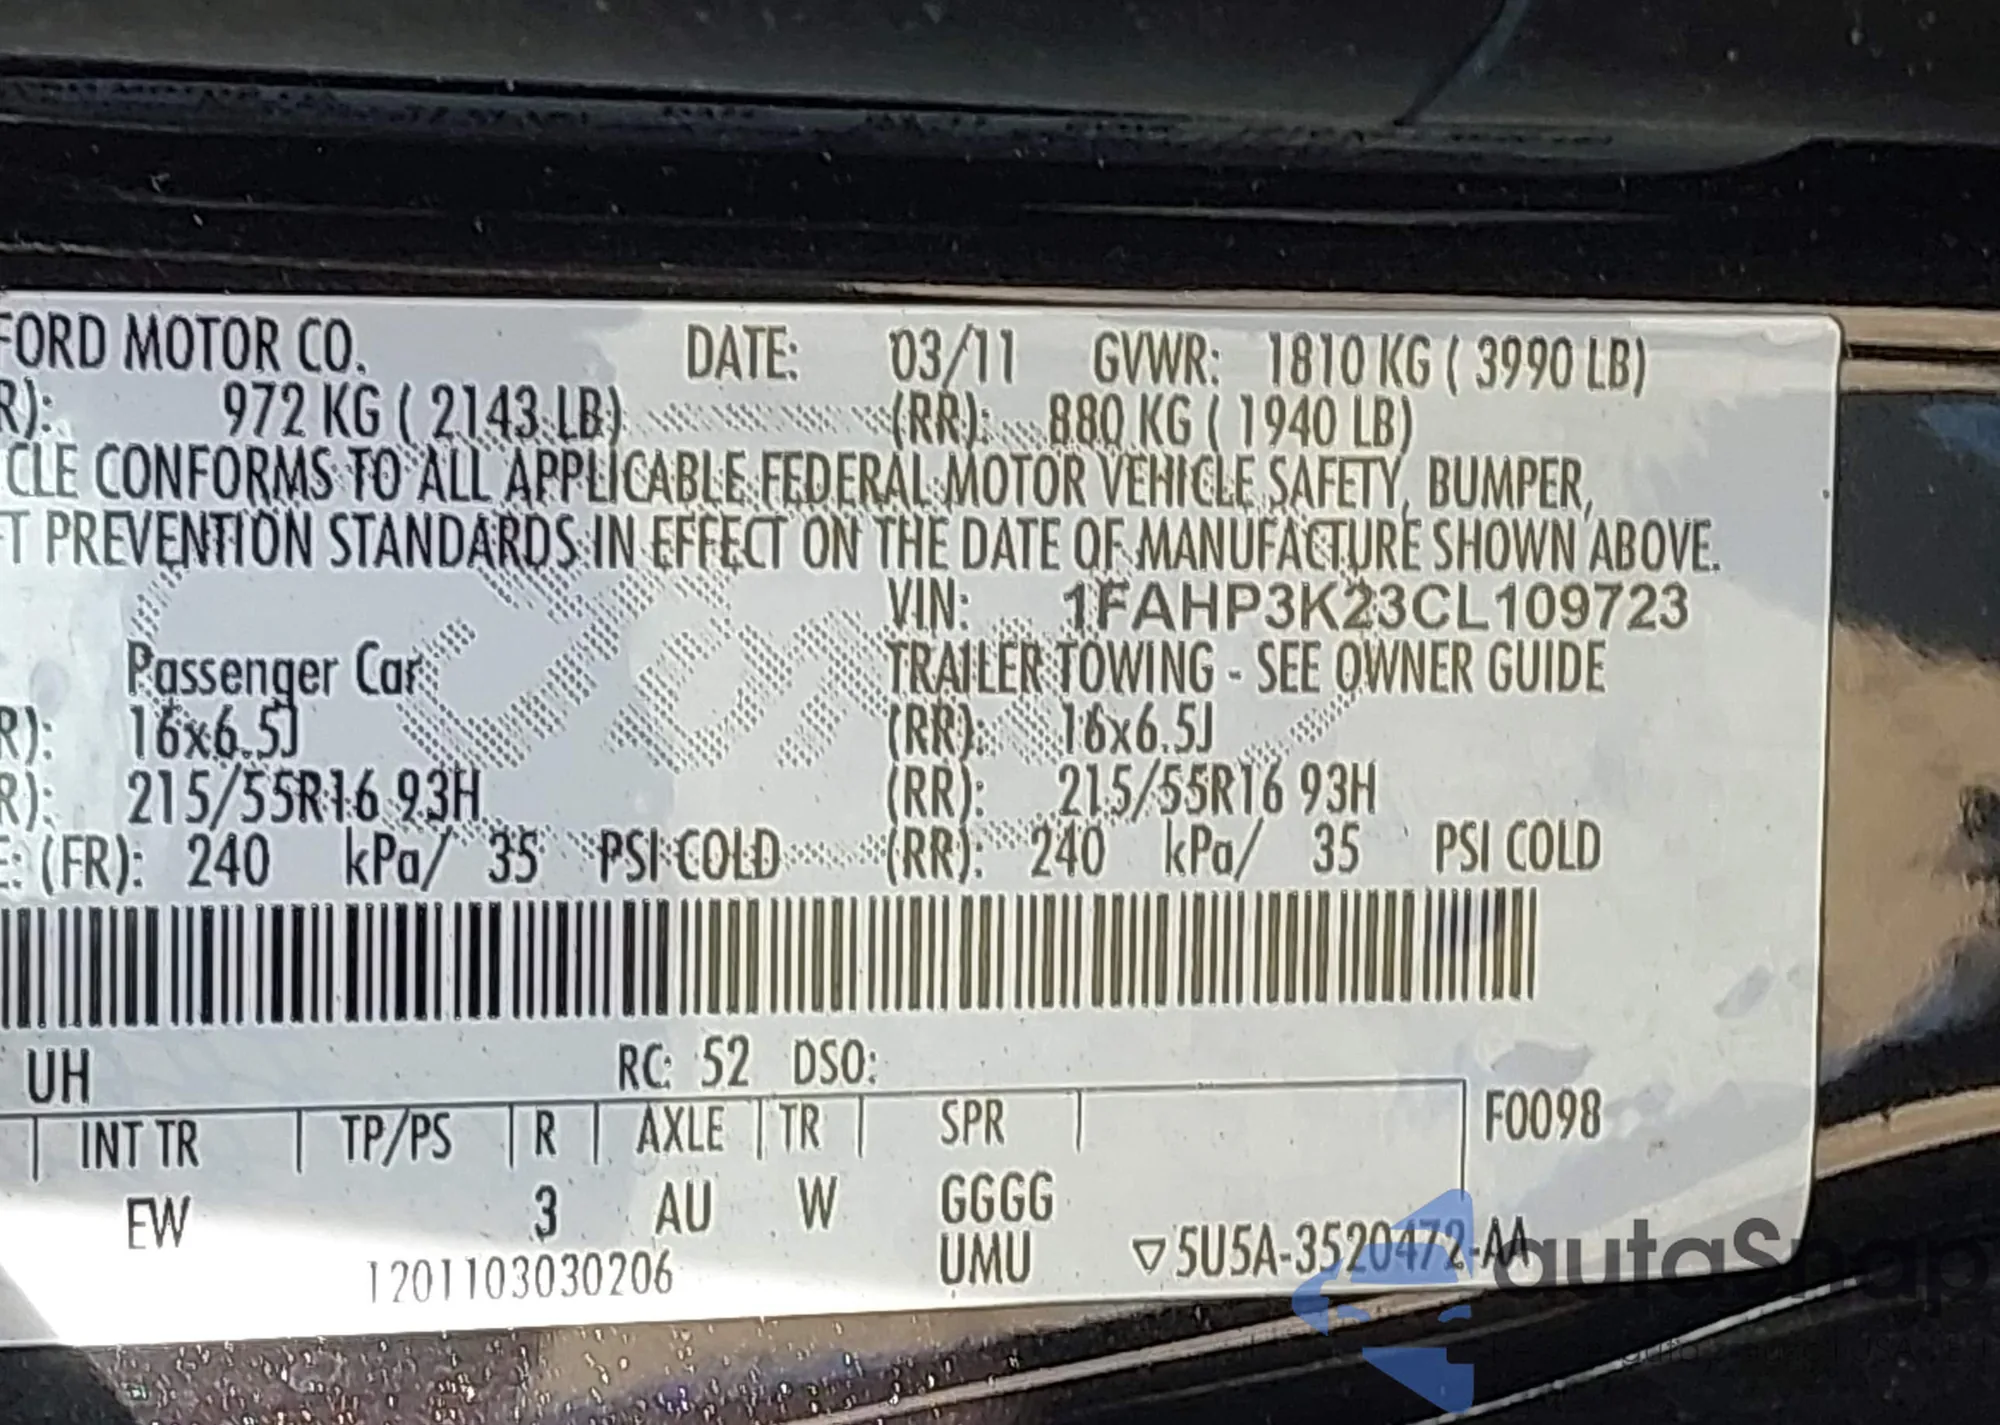 FORD MOTOR CO. DATE: 03/11 GVWR: 1810 KG ( 3990 LB)
R): 972 KG ( 2143 LB) (RR): 880 KG ( 1940 LB)
CLE CONFORMS TO ALL APPLICABLE FEDERAL MOTOR VEHICLE SAFETY, BUMPER,
T PREVENTION STANDARDS IN EFFECT ON THE DATE OF MANUFACTURE SHOWN ABOVE.
VIN: 1FAHP3K23CL109723
Passenger Car TRAILER TOWING - SEE OWNER GUIDE
R): 16x6.5J (RR): 16x6.5J
R): 215/55R16 93H (RR): 215/55R16 93H
E: (FR): 240 kPa/ 35 PSI COLD (RR): 240 kPa/ 35 PSI COLD
UH RC: 52 DSO:
INT TR TP/PS R AXLE TR SPR F0098
EW 3 AU W GGGG
UMU ▽5U5A-3520472-AA
1201103030206
autaSnap